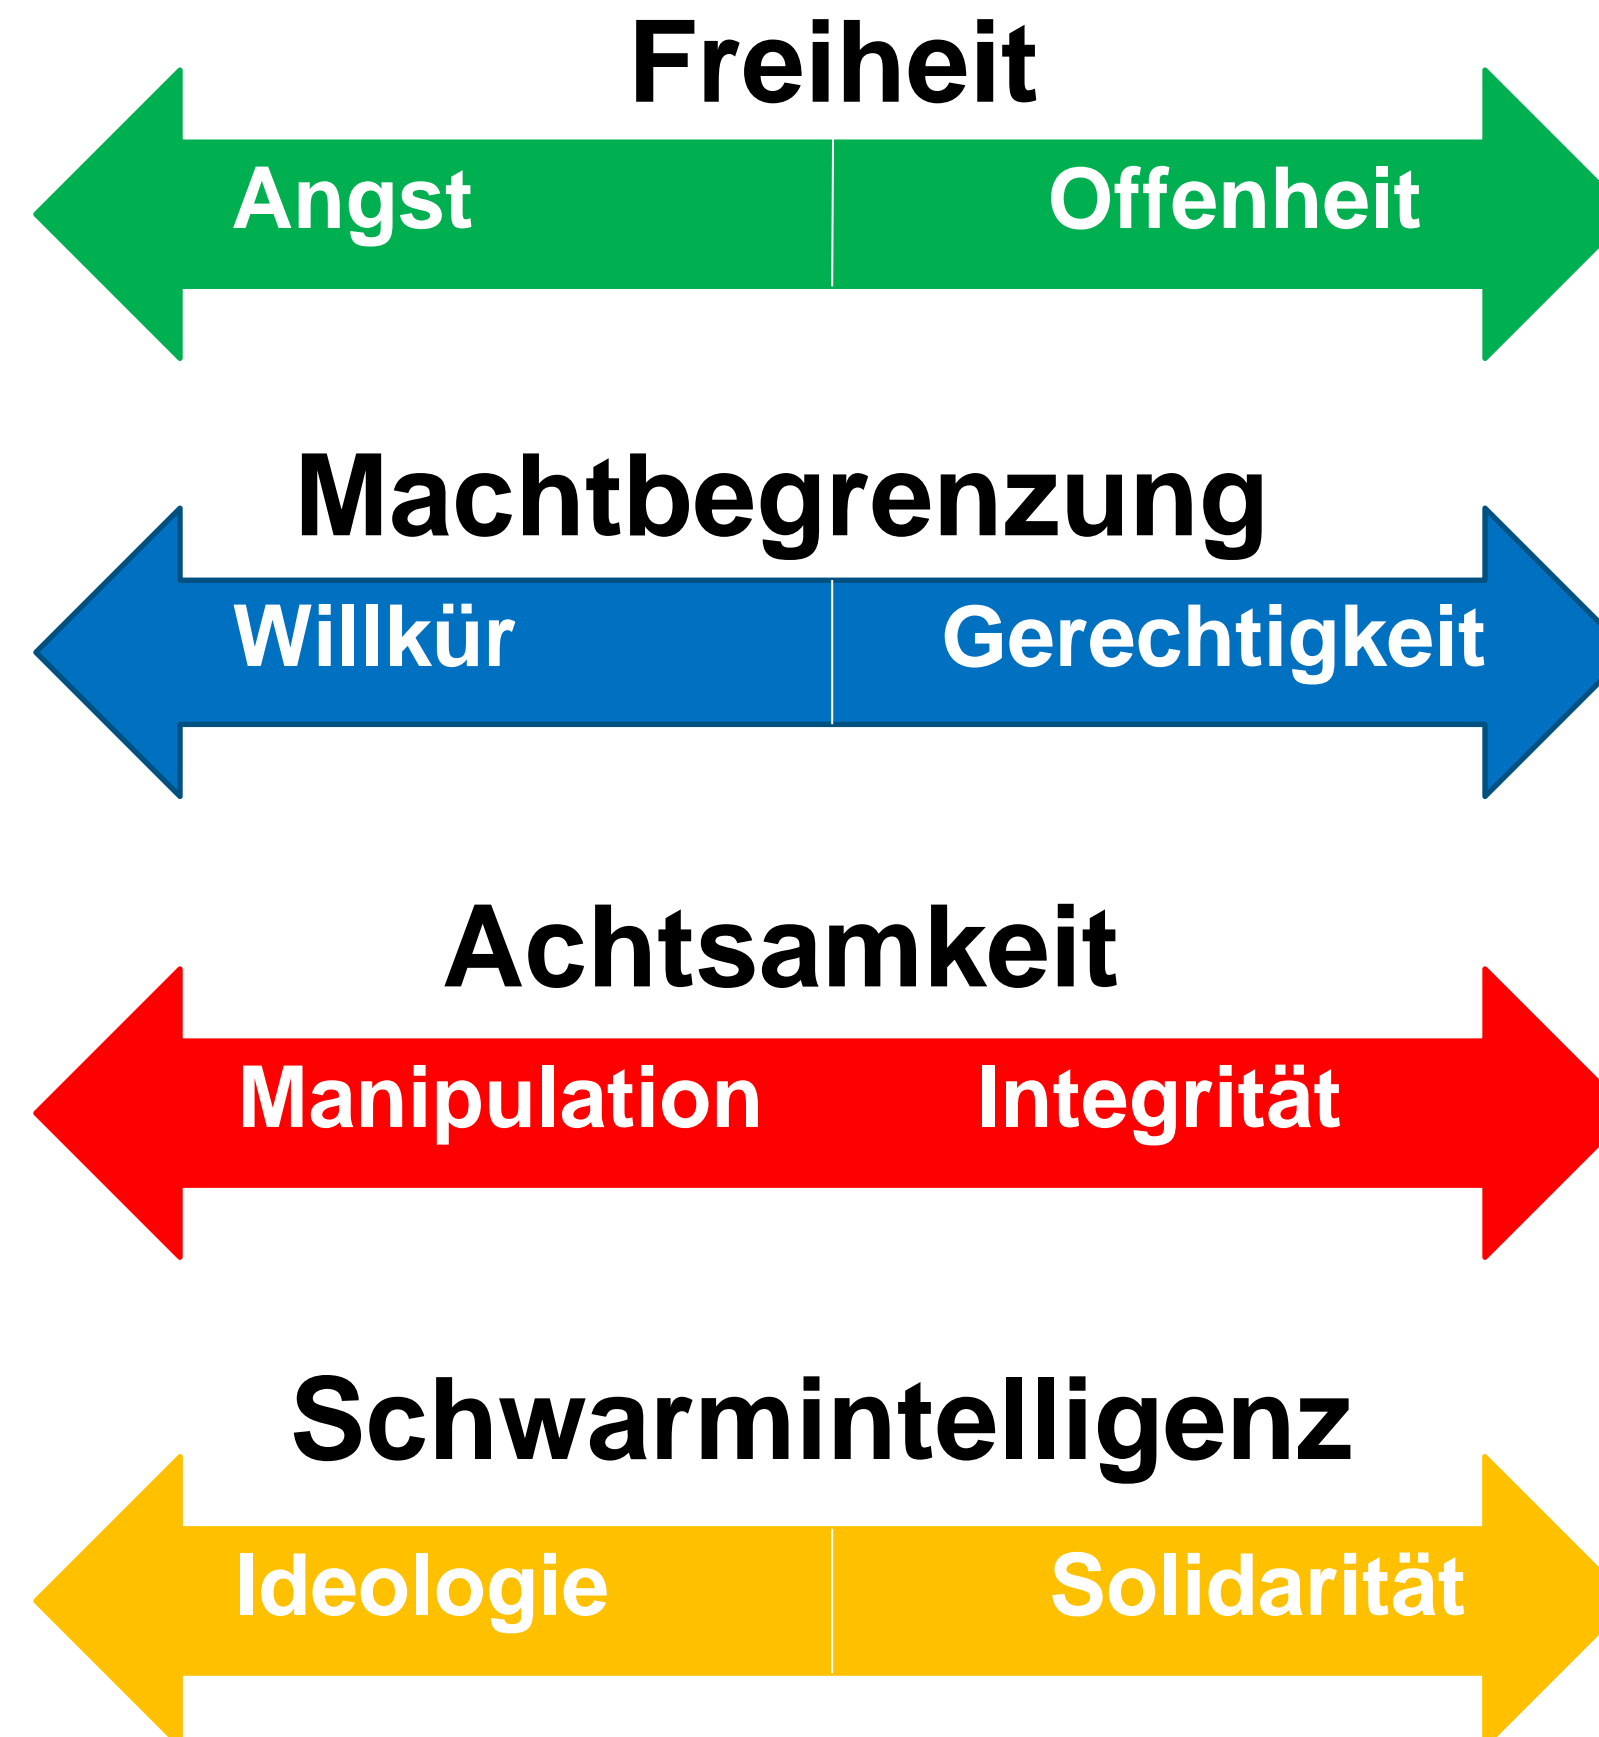 Freiheit
Angst Offenheit
Machtbegrenzung
Willkür Gerechtigkeit
Achtsamkeit
Manipulation Integrität
Schwarmintelligenz
Ideologie Solidarität